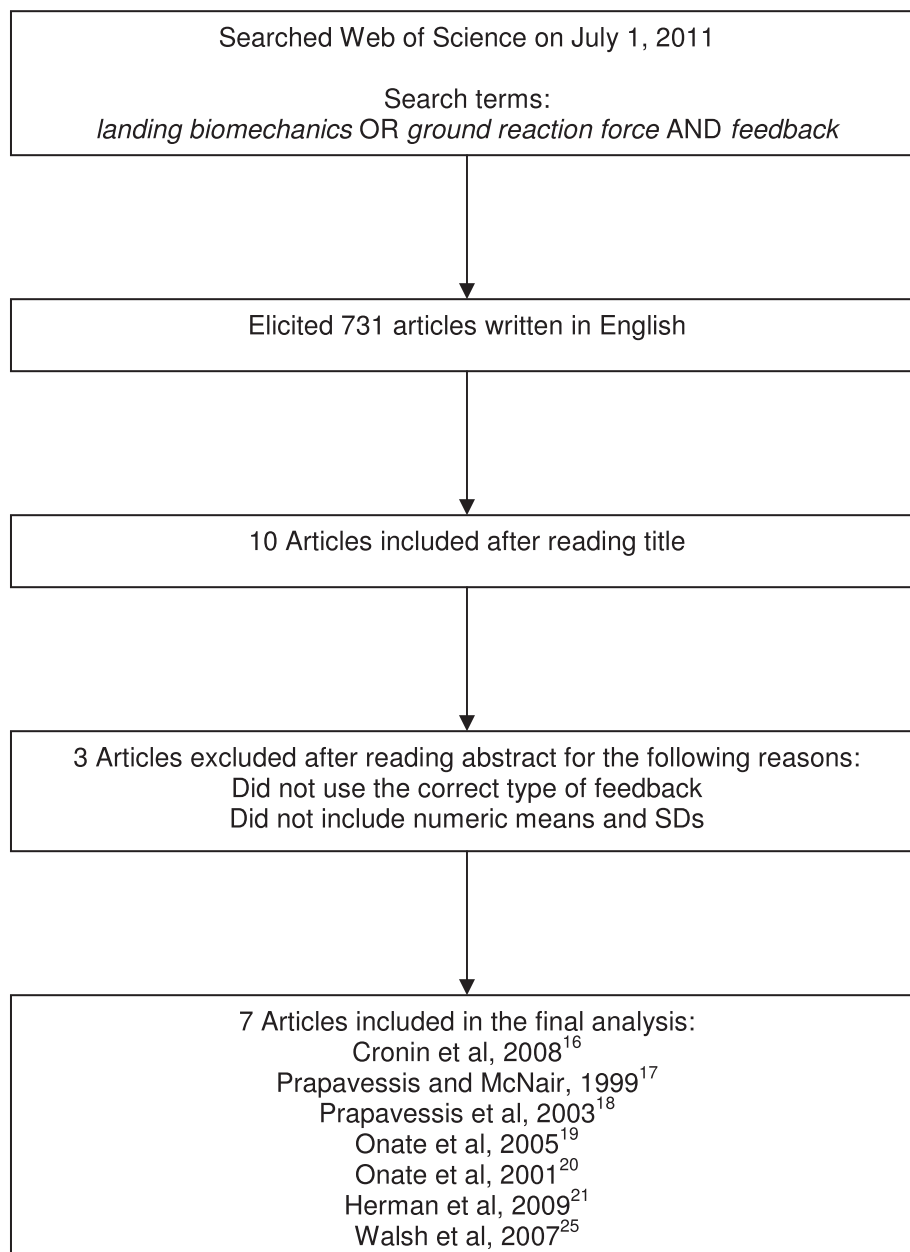 Searched Web of Science on July 1, 2011
Search terms:
landing biomechanics OR ground reaction force AND feedback
Elicited 731 articles written in English
10 Articles included after reading title
3 Articles excluded after reading abstract for the following reasons:
Did not use the correct type of feedback
Did not include numeric means and SDs
7 Articles included in the final analysis:
Cronin et al, 2008¹⁶
Prapavessis and McNair, 1999¹⁷
Prapavessis et al, 2003¹⁸
Onate et al, 2005¹⁹
Onate et al, 2001²⁰
Herman et al, 2009²¹
Walsh et al, 2007²⁵